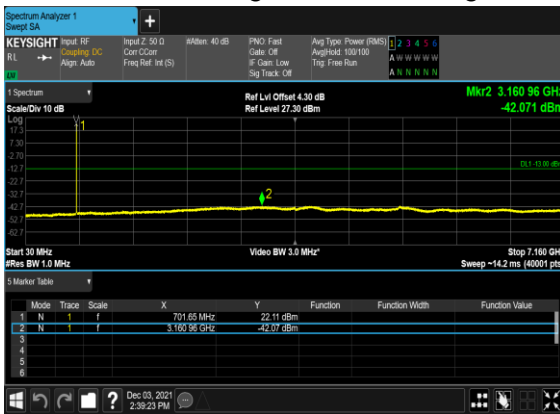 Spectrum Analyzer 1
Swept SA
+
KEYSIGHT Input: RF Input Z: 50 Ω #Atten: 40 dB PNO: Fast Avg Type: Power (RMS) 1 2 3 4 5 6
RL Coupling: DC Corr CCorr Gate: Off Avg|Hold: 100/100 A W W W W W
Align: Auto Freq Ref: Int (S) IF Gain: Low Trig: Free Run
LV Sig Track: Off A N N N N N
1 Spectrum
Scale/Div 10 dB
Ref Lvl Offset 4.30 dB
Ref Level 27.30 dBm
Mkr2 3.160 96 GHz
-42.071 dBm
Log
17.3
7.30
-2.70
-12.7
-22.7
-32.7
-42.7
-52.7
-62.7
1
2
DL1 -13.00 dBm
Start 30 MHz Video BW 3.0 MHz* Stop 7.160 GHz
#Res BW 1.0 MHz Sweep ~14.2 ms (40001 pts)
5 Marker Table
Mode Trace Scale X Y Function Function Width Function Value
1 N 1 f 701.65 MHz 22.11 dBm
2 N 1 f 3.160 96 GHz -42.07 dBm
3
4
5
6
?
Dec 03, 2021
2:39:23 PM